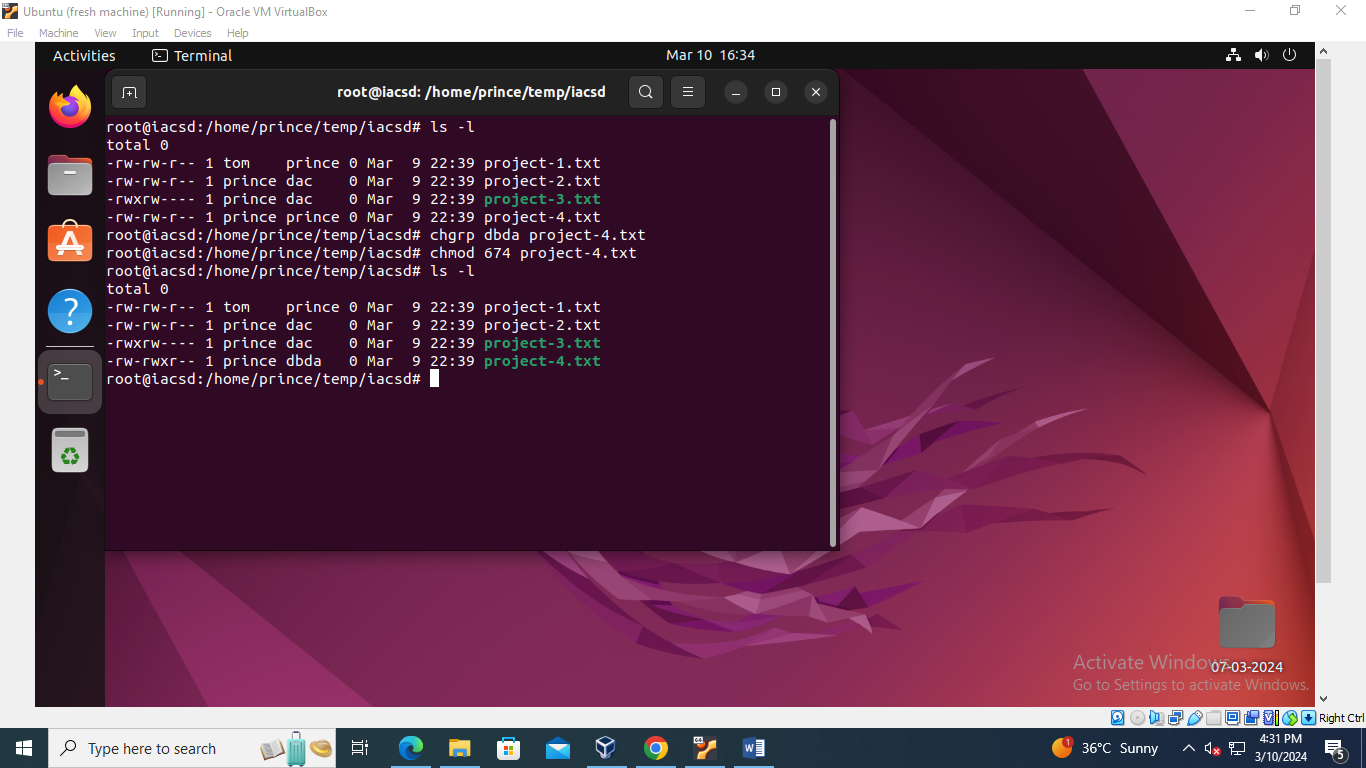 Ubuntu (fresh machine) [Running] - Oracle VM VirtualBox
File Machine View Input Devices Help
Activities Terminal Mar 10 16:34
root@iacsd: /home/prince/temp/iacsd
root@iacsd:/home/prince/temp/iacsd# ls -l
total 0
-rw-rw-r-- 1 tom    prince 0 Mar  9 22:39 project-1.txt
-rw-rw-r-- 1 prince dac    0 Mar  9 22:39 project-2.txt
-rwxrw---- 1 prince dac    0 Mar  9 22:39 project-3.txt
-rw-rw-r-- 1 prince prince 0 Mar  9 22:39 project-4.txt
root@iacsd:/home/prince/temp/iacsd# chgrp dbda project-4.txt
root@iacsd:/home/prince/temp/iacsd# chmod 674 project-4.txt
root@iacsd:/home/prince/temp/iacsd# ls -l
total 0
-rw-rw-r-- 1 tom    prince 0 Mar  9 22:39 project-1.txt
-rw-rw-r-- 1 prince dac    0 Mar  9 22:39 project-2.txt
-rwxrw---- 1 prince dac    0 Mar  9 22:39 project-3.txt
-rw-rwxr-- 1 prince dbda   0 Mar  9 22:39 project-4.txt
root@iacsd:/home/prince/temp/iacsd#
07-03-2024
Activate Windows
Go to Settings to activate Windows.
Right Ctrl
Type here to search
1
36°C Sunny
4:31 PM
3/10/2024
5